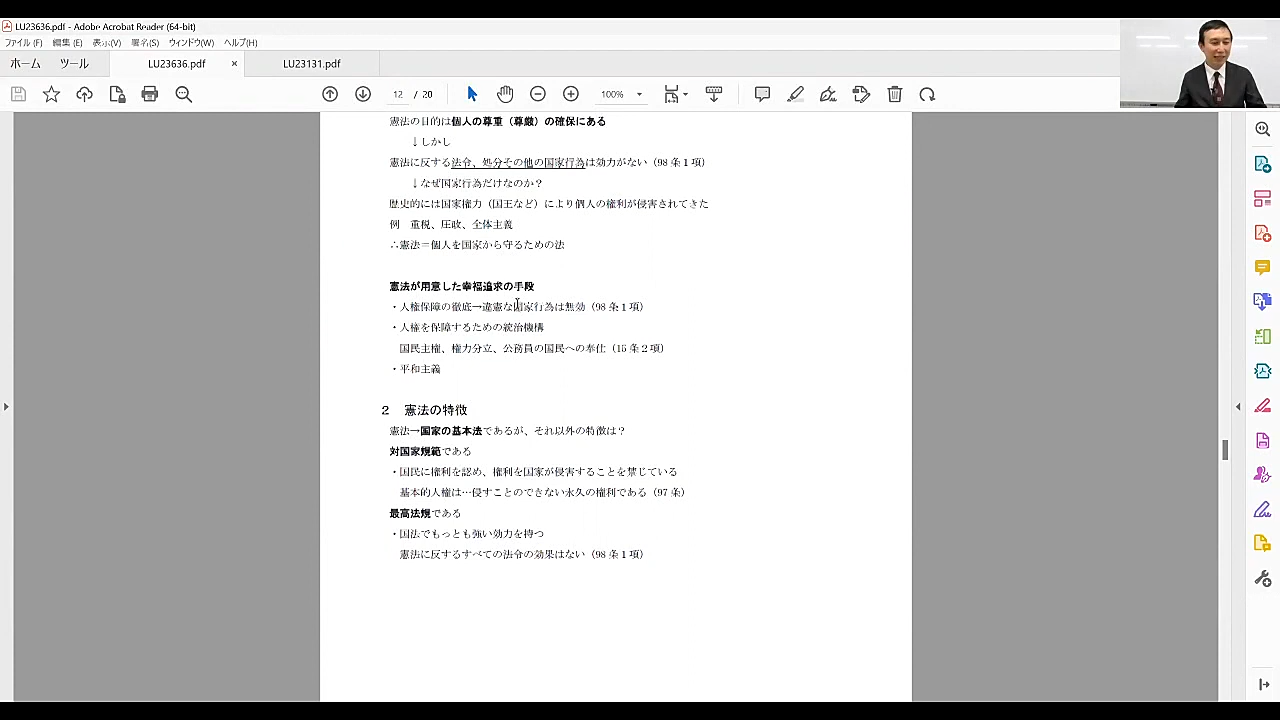 LU23636.pdf - Adobe Acrobat Reader (64-bit)
ファイル(F) 編集(E) 表示(V) 署名(S) ウィンドウ(W) ヘルプ(H)
ホーム ツール LU23636.pdf × LU23131.pdf
12 / 20 100%
憲法の目的は個人の尊重（尊厳）の確保にある
↓しかし
憲法に反する法令、処分その他の国家行為は効力がない（98条1項）
↓なぜ国家行為だけなのか？
歴史的には国家権力（国王など）により個人の権利が侵害されてきた
例　重税、圧政、全体主義
∴憲法＝個人を国家から守るための法
憲法が用意した幸福追求の手段
・人権保障の徹底→違憲な国家行為は無効（98条1項）
・人権を保障するための統治機構
国民主権、権力分立、公務員の国民への奉仕（15条2項）
・平和主義
2　憲法の特徴
憲法→国家の基本法であるが、それ以外の特徴は？
対国家規範である
・国民に権利を認め、権利を国家が侵害することを禁じている
基本的人権は…侵すことのできない永久の権利である（97条）
最高法規である
・国法でもっとも強い効力を持つ
憲法に反するすべての法令の効果はない（98条1項）